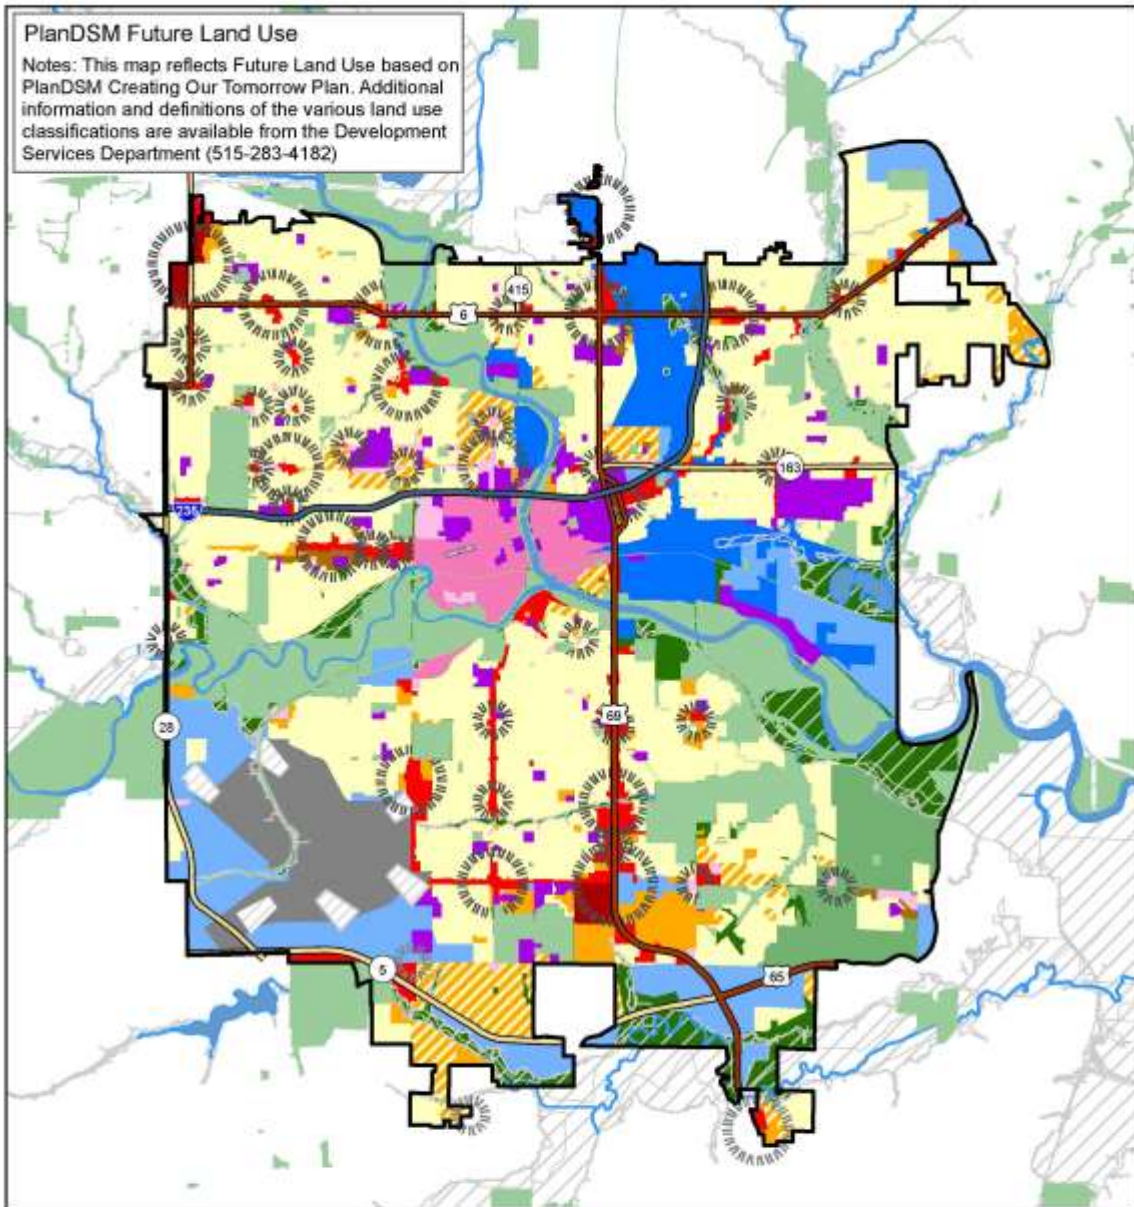 PlanDSM Future Land Use
Notes: This map reflects Future Land Use based on
PlanDSM Creating Our Tomorrow Plan. Additional
information and definitions of the various land use
classifications are available from the Development
Services Department (515-283-4182)
415
6
163
235
28
69
5
65